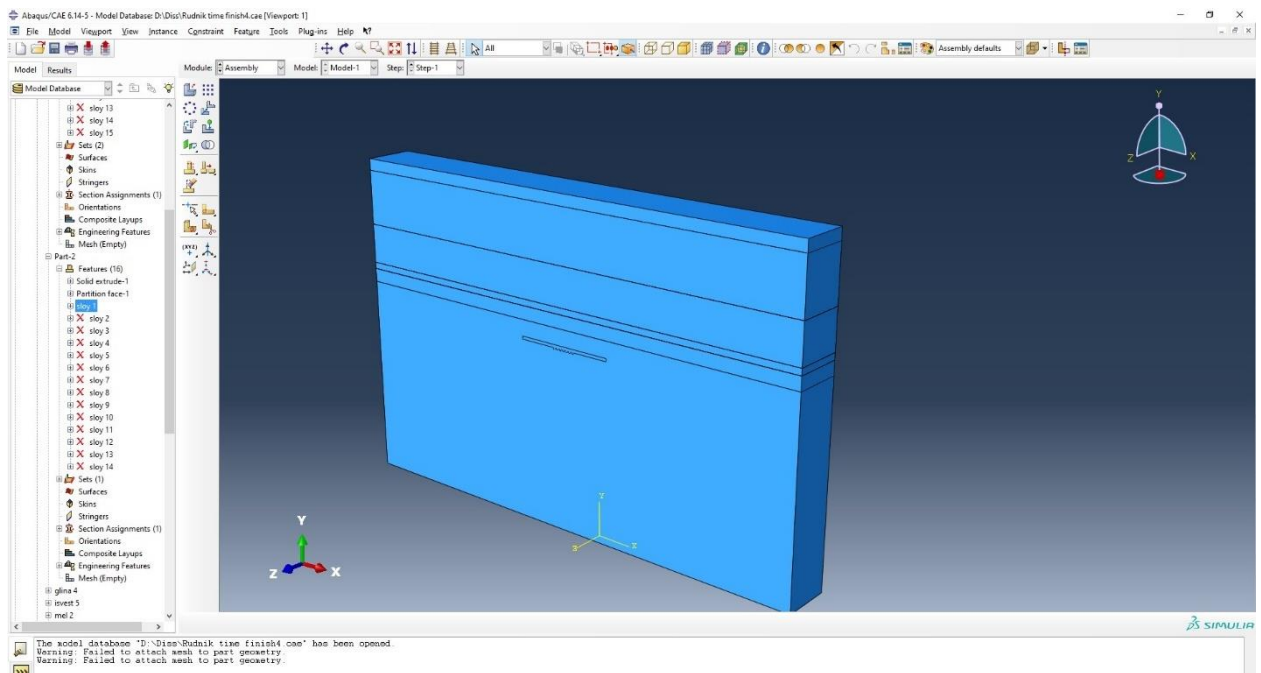 Abaqus/CAE 6.14-5 - Model Database: D:\Diss\Rudnik time finish4.cae [Viewport: 1]
File Model Viewport View Instance Constraint Feature Tools Plug-ins Help
All
Assembly defaults
Model Results
Module: Assembly Model: Model-1 Step: Step-1
Model Database
sloy 13
sloy 14
sloy 15
Sets (2)
Surfaces
Skins
Stringers
Section Assignments (1)
Orientations
Composite Layups
Engineering Features
Mesh (Empty)
Part-2
Features (16)
Solid extrude-1
Partition face-1
sloy 1
sloy 2
sloy 3
sloy 4
sloy 5
sloy 6
sloy 7
sloy 8
sloy 9
sloy 10
sloy 11
sloy 12
sloy 13
sloy 14
Sets (1)
Surfaces
Skins
Stringers
Section Assignments (1)
Orientations
Composite Layups
Engineering Features
Mesh (Empty)
glina 4
isvest 5
mel 2
(XYZ)
Y
Z
X
Y
Z
X
Y
Z
X
SIMULIA
The model database "D:\Diss\Rudnik time finish4.cae" has been opened.
Warning: Failed to attach mesh to part geometry.
Warning: Failed to attach mesh to part geometry.
>>>